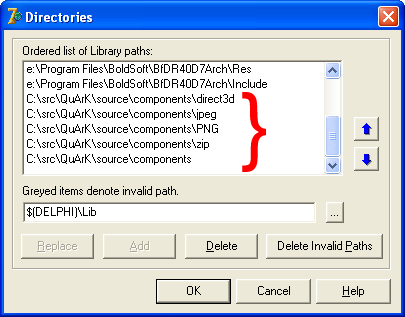 7 Directories
Ordered list of Library paths:
e:\Program Files\BoldSoft\BfDR40D7Arch\Res
e:\Program Files\BoldSoft\BfDR40D7Arch\Include
C:\src\QuArK\source\components\direct3d
C:\src\QuArK\source\components\jpeg
C:\src\QuArK\source\components\PNG
C:\src\QuArK\source\components\zip
C:\src\QuArK\source\components
Greyed items denote invalid path.
$(DELPHI)\Lib
...
Replace Add Delete Delete Invalid Paths
OK Cancel Help